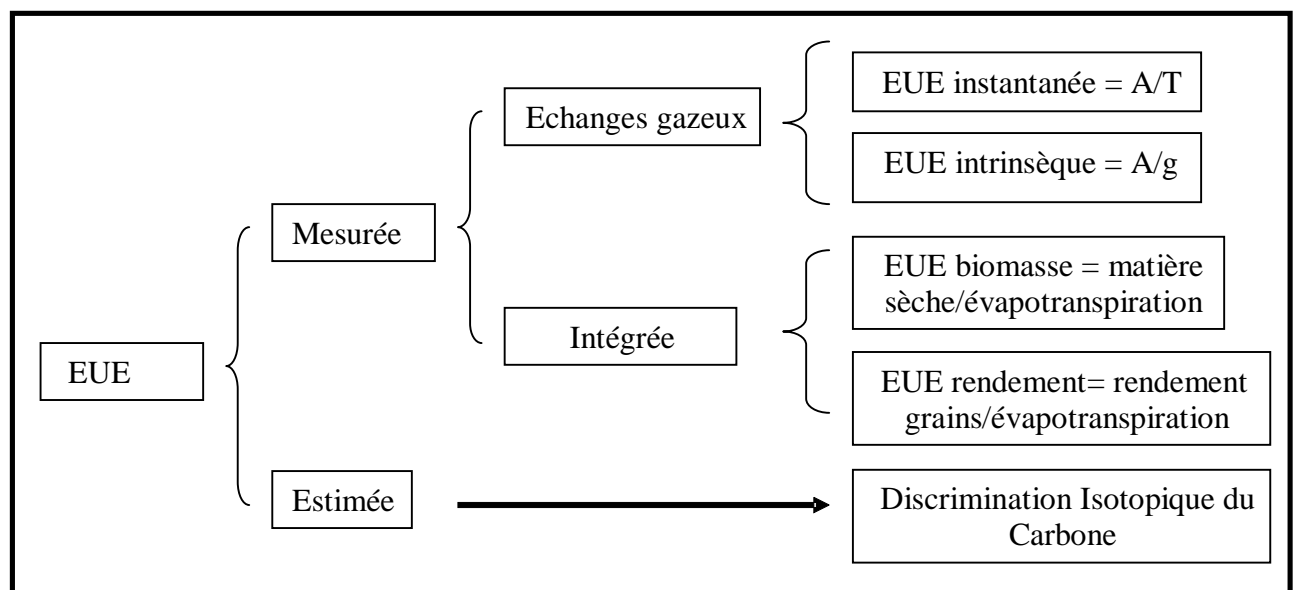 EUE
Mesurée
Echanges gazeux
EUE instantanée = A/T
EUE intrinsèque = A/g
Intégrée
EUE biomasse = matière
sèche/évapotranspiration
EUE rendement= rendement
grains/évapotranspiration
Estimée
Discrimination Isotopique du
Carbone